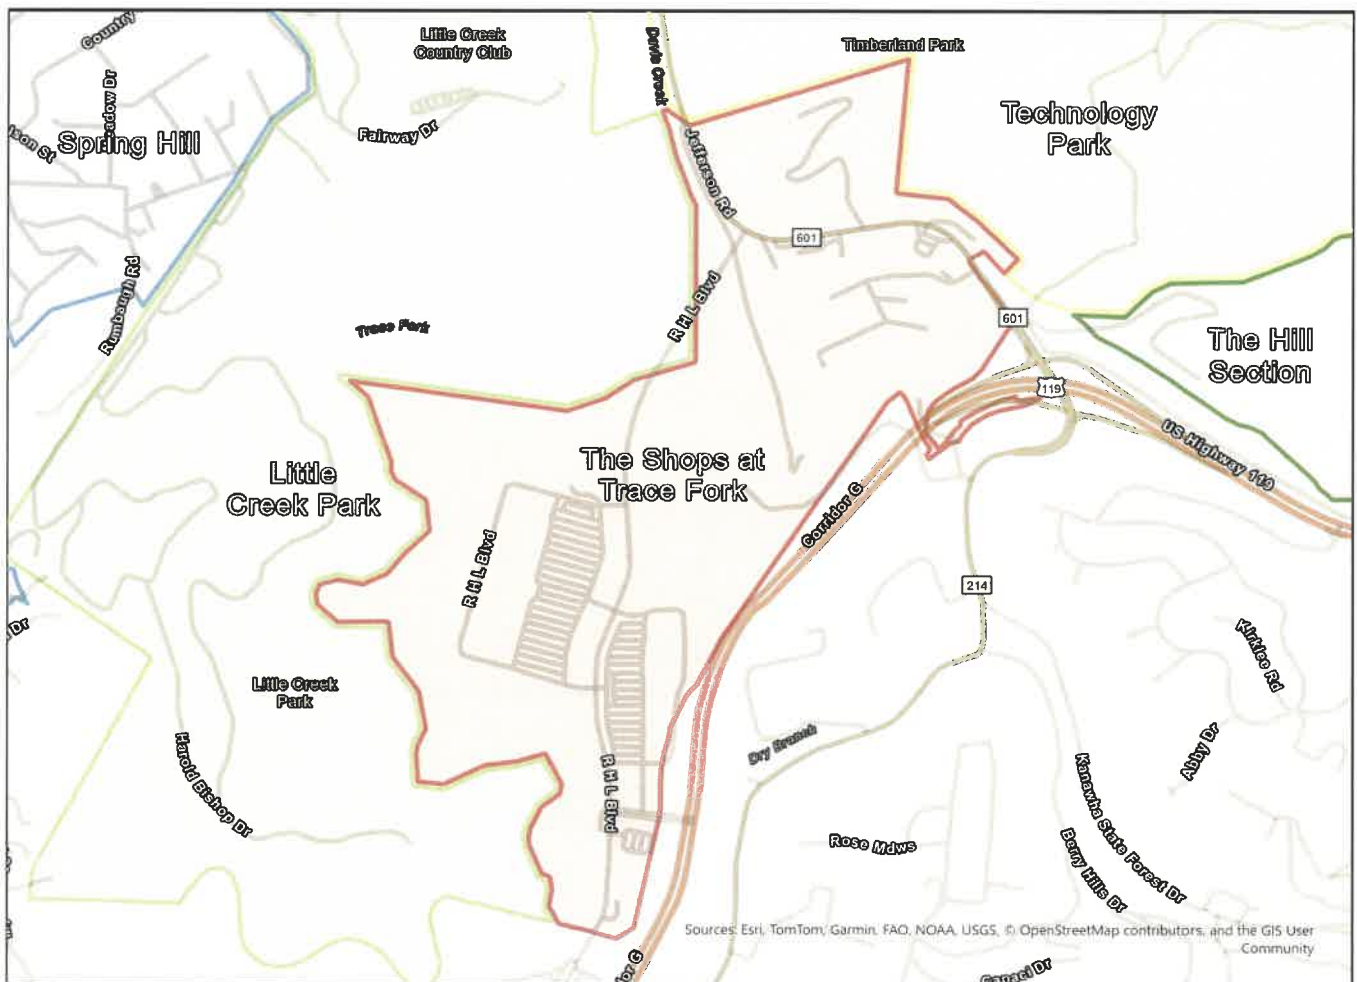 Country
Little Creek
Country Club
Davis Creek
Timberland Park
Technology
Park
Fairway Dr
Spring Hill
Jefferson Rd
601
Rumbaugh Rd
R H L Blvd
Trace Fork
601
The Hill
Section
119
US Highway 119
Little
Creek Park
The Shops at
Trace Fork
Corridor G
R H L Blvd
214
Dr
Kirklee Rd
Little Creek
Park
Dry Branch
Abby Dr
Harold Bishop Dr
R H L Blvd
Kanawha State Forest Dr
Rose Mdws
Berry Hills Dr
Sources: Esri, TomTom, Garmin, FAO, NOAA, USGS, © OpenStreetMap contributors, and the GIS User
Community